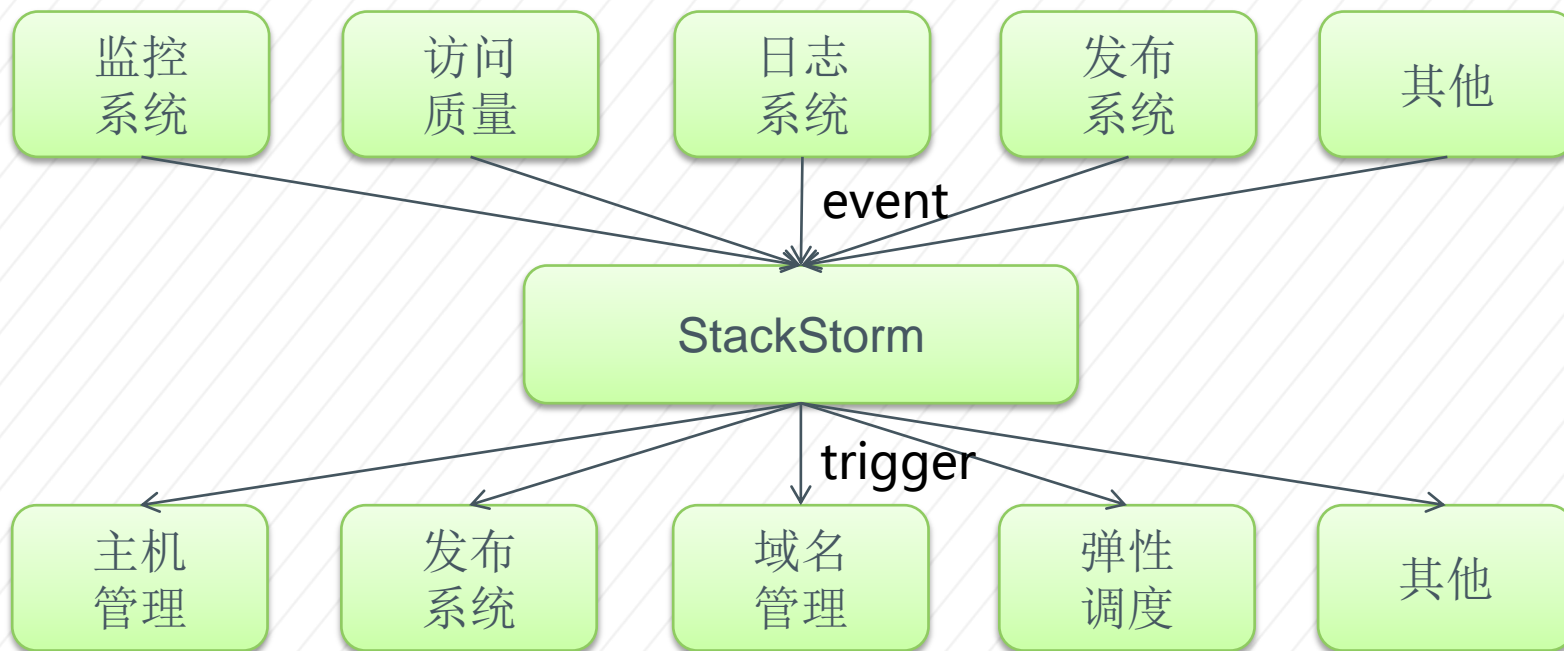 监控
系统
访问
质量
日志
系统
发布
系统
其他
event
StackStorm
trigger
主机
管理
发布
系统
域名
管理
弹性
调度
其他